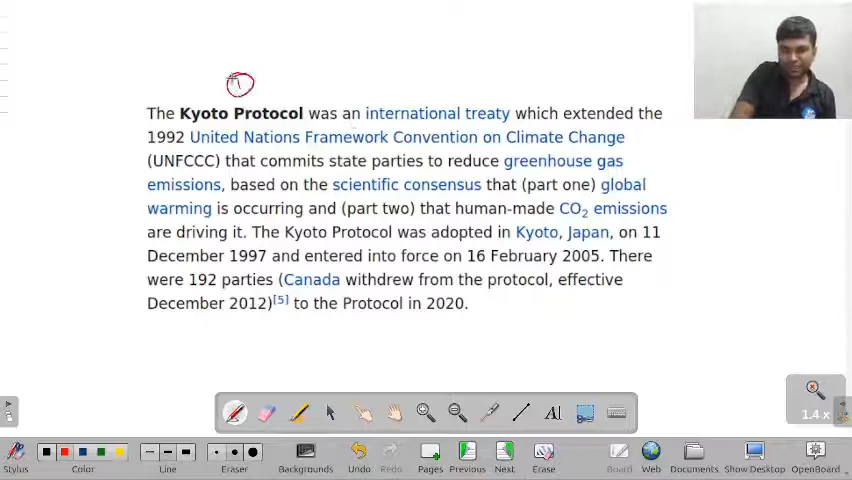 The Kyoto Protocol was an international treaty which extended the
1992 United Nations Framework Convention on Climate Change
(UNFCCC) that commits state parties to reduce greenhouse gas
emissions, based on the scientific consensus that (part one) global
warming is occurring and (part two) that human-made CO₂ emissions
are driving it. The Kyoto Protocol was adopted in Kyoto, Japan, on 11
December 1997 and entered into force on 16 February 2005. There
were 192 parties (Canada withdrew from the protocol, effective
December 2012)[5] to the Protocol in 2020.
1.4 x
AI
Stylus Color Line Eraser Backgrounds Undo Redo Pages Previous Next Erase Board Web Documents Show Desktop OpenBoard